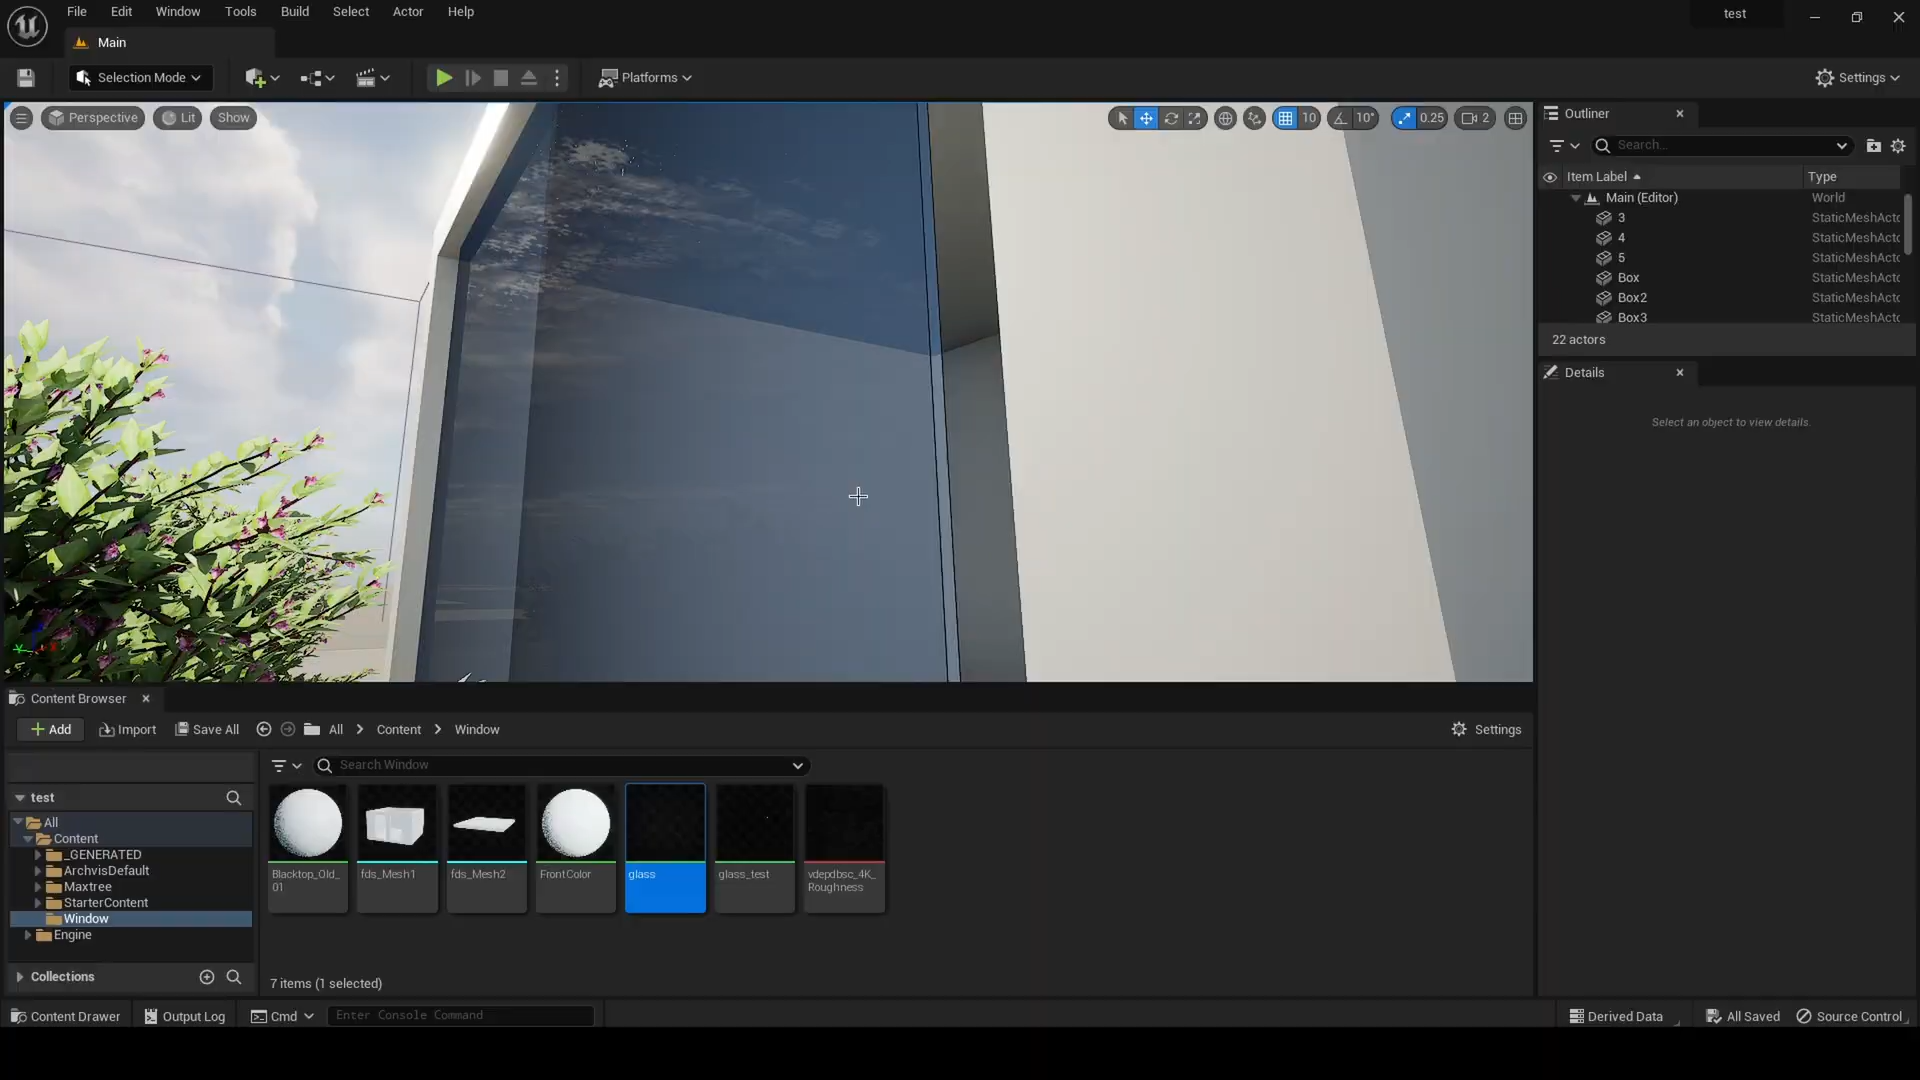 File Edit Window Tools Build Select Actor Help
test
Main
Selection Mode
Platforms
Settings
Perspective Lit Show
10 10° 0.25 2
Outliner
Search...
Item Label Type
Main (Editor) World
3 StaticMeshActo
4 StaticMeshActo
5 StaticMeshActo
Box StaticMeshActo
Box2 StaticMeshActo
Box3 StaticMeshActo
22 actors
Details
Select an object to view details.
Content Browser
Add Import Save All All Content Window Settings
Search Window
test
All
Content
_GENERATED
ArchvisDefault
Maxtree
StarterContent
Window
Engine
Collections
Blacktop_Old_
01
fds_Mesh1
fds_Mesh2
FrontColor
glass
glass_test
vdepdbsc_4K_
Roughness
7 items (1 selected)
Content Drawer Output Log Cmd Enter Console Command Derived Data All Saved Source Control